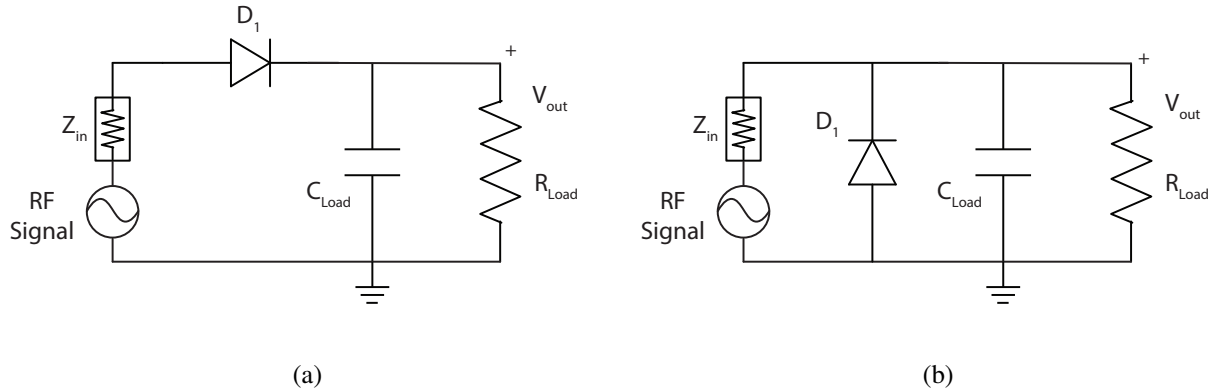 D1
Zin
RF
Signal
CLoad
+
Vout
RLoad
(a)
Zin
RF
Signal
D1
CLoad
+
Vout
RLoad
(b)